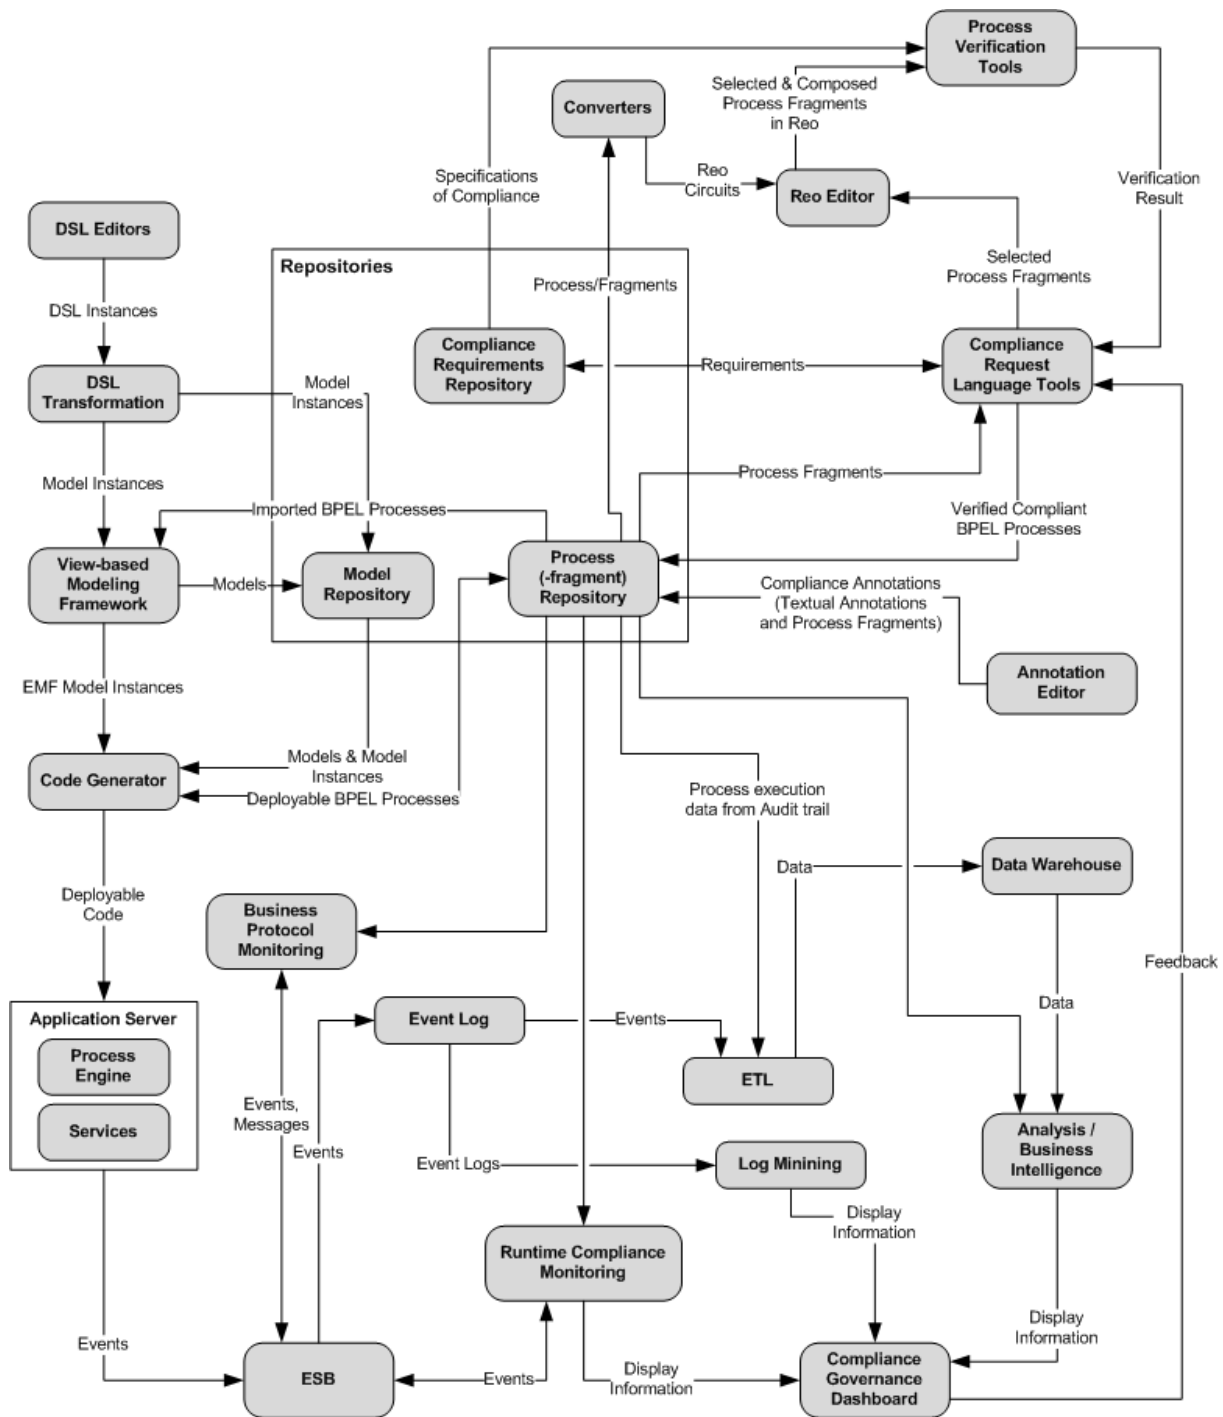 Process
Verification
Tools
Selected & Composed
Process Fragments
in Reo
Converters
Specifications
of Compliance
Reo
Circuits
Reo Editor
Verification
Result
DSL Editors
Repositories
Process/Fragments
Selected
Process Fragments
DSL Instances
Compliance
Requirements
Repository
Requirements
Compliance
Request
Language Tools
DSL
Transformation
Model
Instances
Model Instances
Process Fragments
Imported BPEL Processes
Verified Compliant
BPEL Processes
View-based
Modeling
Framework
Models
Model
Repository
Process
(-fragment)
Repository
Compliance Annotations
(Textual Annotations
and Process Fragments)
EMF Model Instances
Annotation
Editor
Code Generator
Models & Model
Instances
Deployable BPEL Processes
Process execution
data from Audit trail
Data
Data Warehouse
Deployable
Code
Business
Protocol
Monitoring
Feedback
Application Server
Process
Engine
Services
Event Log
Events
Data
ETL
Events,
Messages
Events
Event Logs
Log Minining
Analysis /
Business
Intelligence
Display
Information
Runtime Compliance
Monitoring
Events
Display
Information
ESB
Events
Display
Information
Compliance
Governance
Dashboard